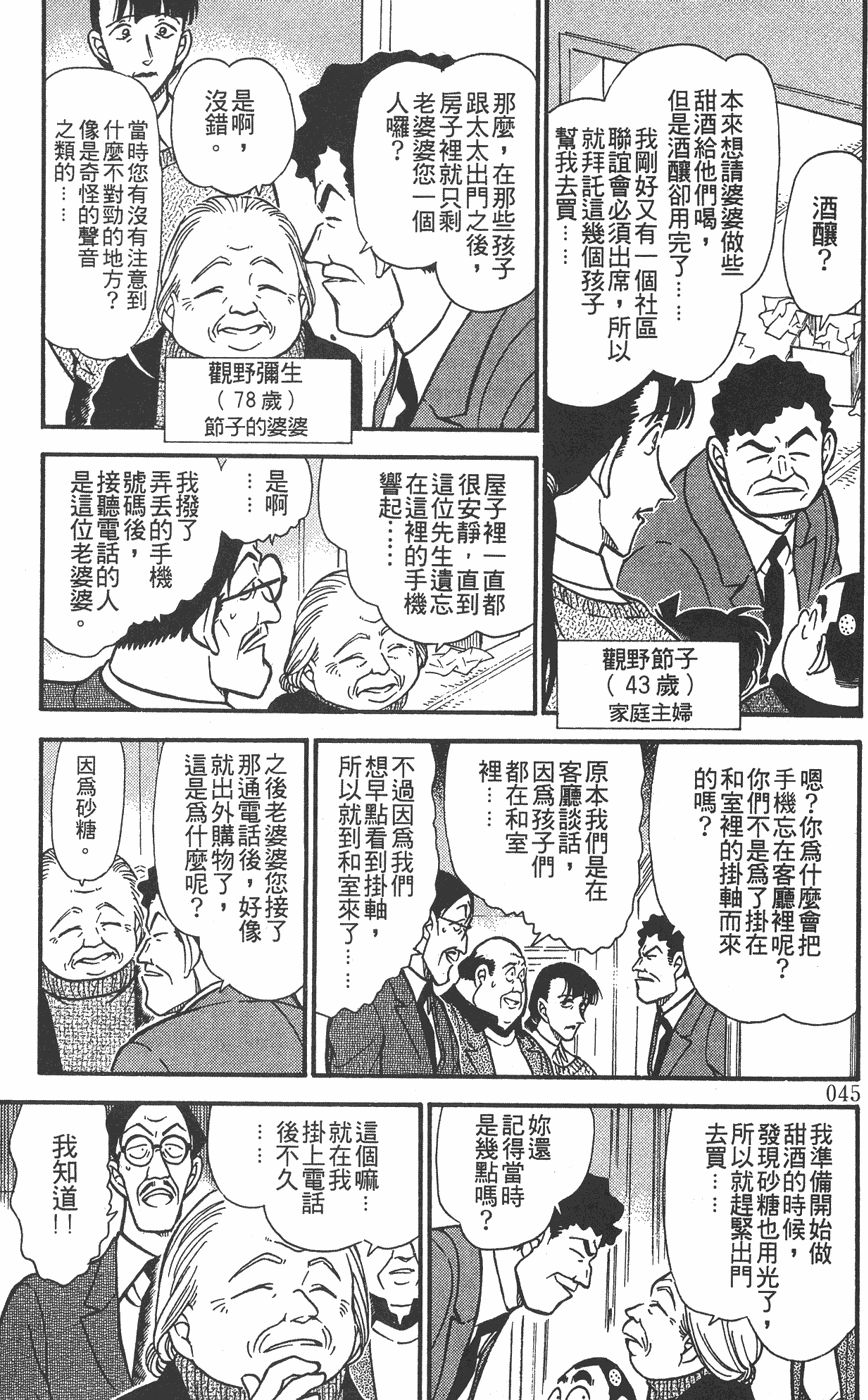 酒釀？
本來想請婆婆做些
甜酒給他們喝，
但是酒釀卻用完了……
我剛好又有一個社區
聯誼會必須出席，所以
就拜託這幾個孩子
幫我去買……
觀野節子
（43歲）
家庭主婦
那麼，在那些孩子
跟太太出門之後，
房子裡就只剩
老婆婆您一個
人囉？
是啊，
沒錯。
當時您有沒有注意到
什麼不對勁的地方？
像是奇怪的聲音
之類的……
觀野彌生
（78歲）
節子的婆婆
屋子裡一直都
很安靜，直到
這位先生遺忘
在這裡的手機
響起……
是啊
……
我撥了
弄丟的手機
號碼後，
接聽電話的人
是這位老婆婆。
嗯？你為什麼會把
手機忘在客廳裡呢？
你們不是為了掛在
和室裡的掛軸而來
的嗎？
原本我們是在
客廳談話，
因為孩子們
都在和室
裡……
不過因為我們
想早點看到掛軸，
所以就到和室來了……
之後老婆婆您接了
那通電話後，好像
就出外購物了，
這是為什麼呢？
因為砂糖。
045
我準備開始做
甜酒的時候，
發現砂糖也用光了，
所以就趕緊出門
去買……
妳還
記得當時
是幾點嗎？
這個嘛…
就在我
掛上電話
後不久
……
我知道!!